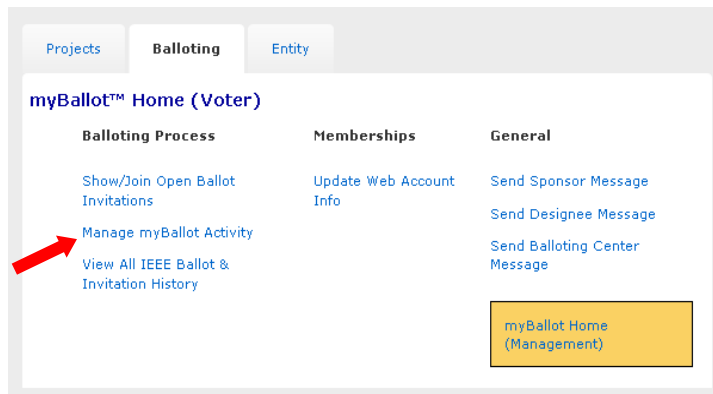 Projects
Balloting
Entity
myBallot™ Home (Voter)
Balloting Process
Show/Join Open Ballot
Invitations
Manage myBallot Activity
View All IEEE Ballot &
Invitation History
Memberships
Update Web Account
Info
General
Send Sponsor Message
Send Designee Message
Send Balloting Center
Message
myBallot Home
(Management)